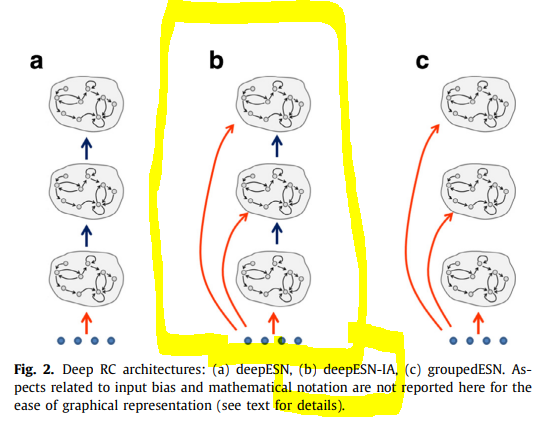 a b c
Fig. 2. Deep RC architectures: (a) deepESN, (b) deepESN-IA, (c) groupedESN. As-
pects related to input bias and mathematical notation are not reported here for the
ease of graphical representation (see text for details).